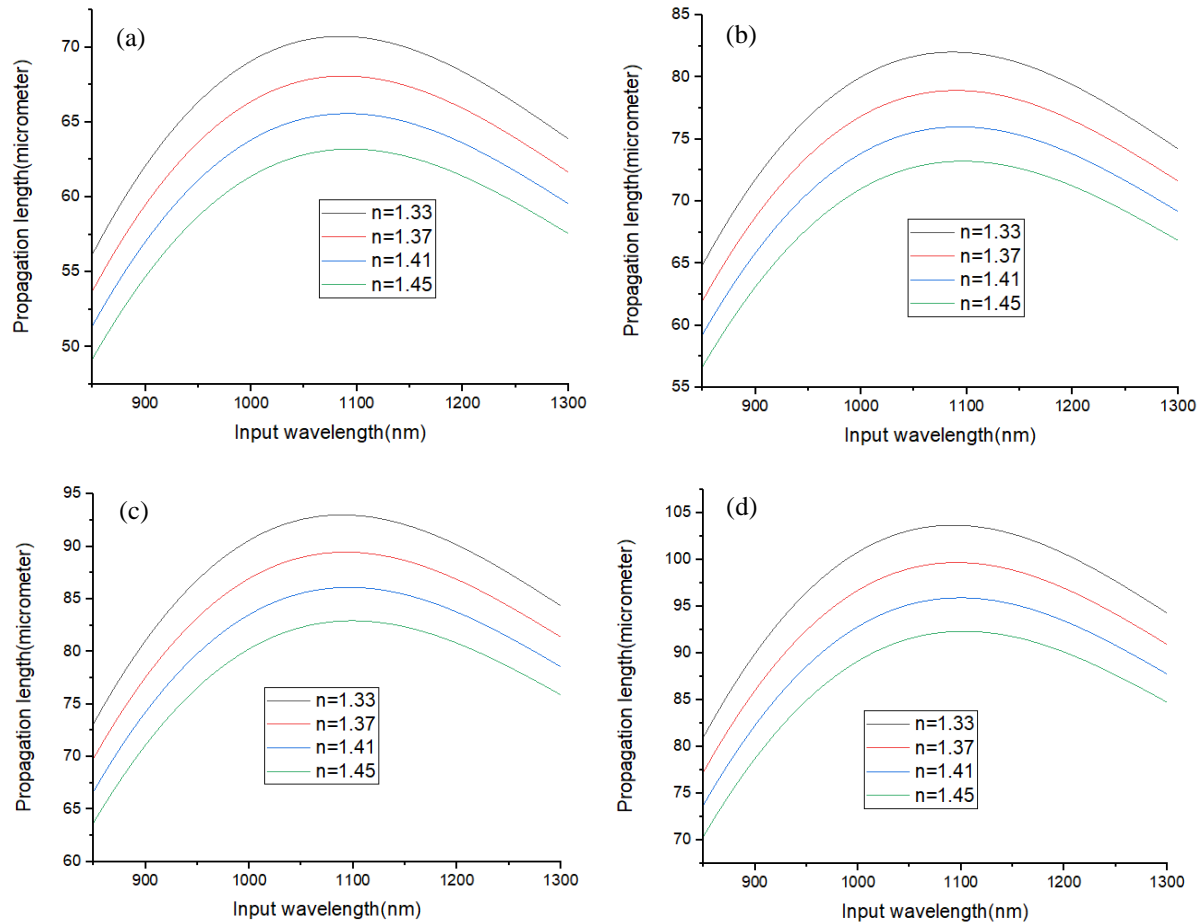 (a)
Propagation length(micrometer)
70
65
60
55
50
n=1.33
n=1.37
n=1.41
n=1.45
900
1000
1100
1200
1300
Input wavelength(nm)
(b)
Propagation length(micrometer)
85
80
75
70
65
60
55
n=1.33
n=1.37
n=1.41
n=1.45
900
1000
1100
1200
1300
Input wavelength(nm)
(c)
Propagation length(micrometer)
95
90
85
80
75
70
65
60
n=1.33
n=1.37
n=1.41
n=1.45
900
1000
1100
1200
1300
Input wavelength(nm)
(d)
Propagation length(micrometer)
105
100
95
90
85
80
75
70
n=1.33
n=1.37
n=1.41
n=1.45
900
1000
1100
1200
1300
Input wavelength(nm)